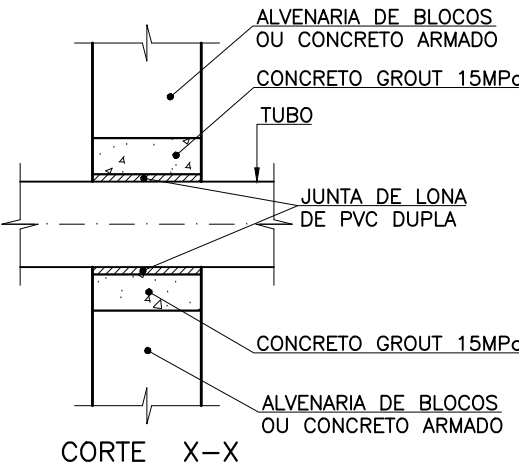 ALVENARIA DE BLOCOS
OU CONCRETO ARMADO
CONCRETO GROUT 15MPa
TUBO
JUNTA DE LONA
DE PVC DUPLA
CONCRETO GROUT 15MPa
ALVENARIA DE BLOCOS
OU CONCRETO ARMADO
CORTE X-X